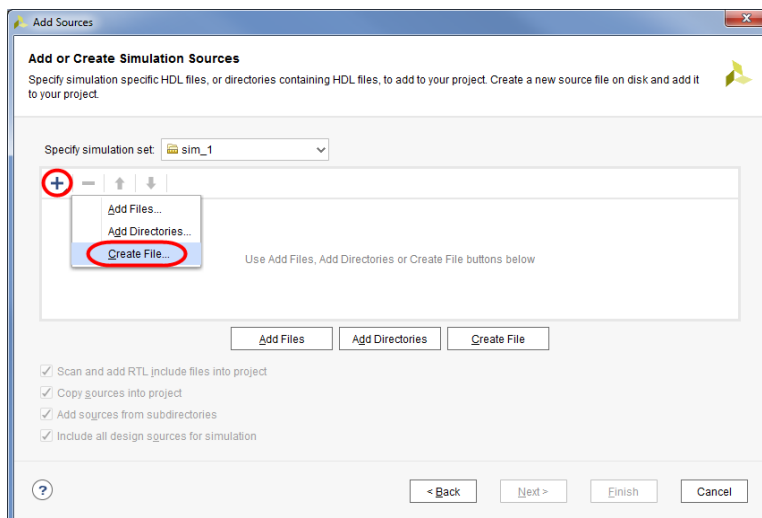 Add Sources
Add or Create Simulation Sources
Specify simulation specific HDL files, or directories containing HDL files, to add to your project. Create a new source file on disk and add it
to your project.
Specify simulation set: sim_1
Add Files...
Add Directories...
Create File...
Use Add Files, Add Directories or Create File buttons below
Add Files Add Directories Create File
Scan and add RTL include files into project
Copy sources into project
Add sources from subdirectories
Include all design sources for simulation
? < Back Next > Finish Cancel